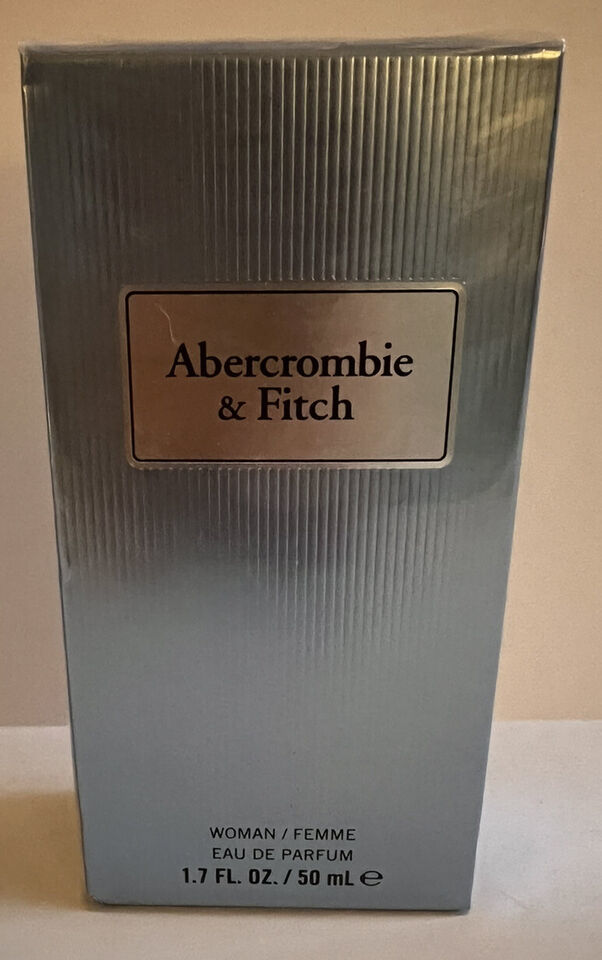 Abercrombie
& Fitch
WOMAN / FEMME
EAU DE PARFUM
1.7 FL. OZ. / 50 mL ℮